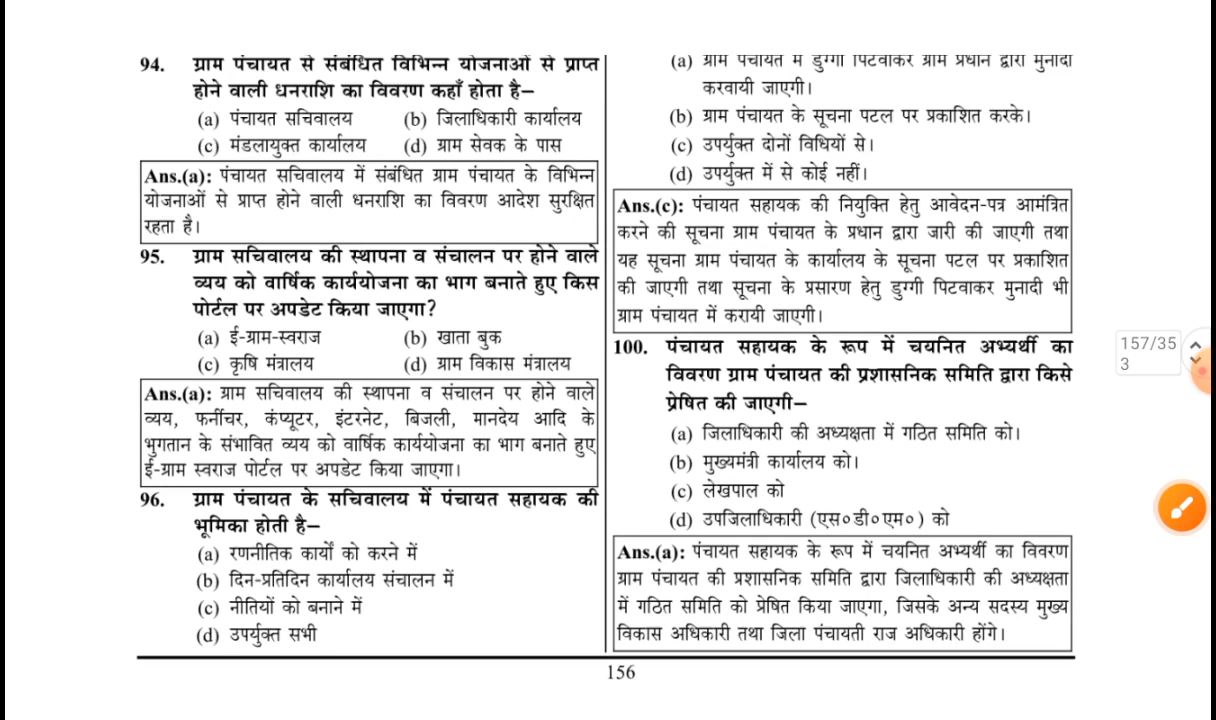 94. ग्राम पंचायत से संबंधित विभिन्न योजनाओं से प्राप्त
होने वाली धनराशि का विवरण कहाँ होता है–
(a) पंचायत सचिवालय (b) जिलाधिकारी कार्यालय
(c) मंडलायुक्त कार्यालय (d) ग्राम सेवक के पास
Ans.(a): पंचायत सचिवालय में संबंधित ग्राम पंचायत के विभिन्न
योजनाओं से प्राप्त होने वाली धनराशि का विवरण आदेश सुरक्षित
रहता है।
95. ग्राम सचिवालय की स्थापना व संचालन पर होने वाले
व्यय को वार्षिक कार्ययोजना का भाग बनाते हुए किस
पोर्टल पर अपडेट किया जाएगा?
(a) ई-ग्राम-स्वराज (b) खाता बुक
(c) कृषि मंत्रालय (d) ग्राम विकास मंत्रालय
Ans.(a): ग्राम सचिवालय की स्थापना व संचालन पर होने वाले
व्यय, फर्नीचर, कंप्यूटर, इंटरनेट, बिजली, मानदेय आदि के
भुगतान के संभावित व्यय को वार्षिक कार्ययोजना का भाग बनाते हुए
ई-ग्राम स्वराज पोर्टल पर अपडेट किया जाएगा।
96. ग्राम पंचायत के सचिवालय में पंचायत सहायक की
भूमिका होती है–
(a) रणनीतिक कार्यों को करने में
(b) दिन-प्रतिदिन कार्यालय संचालन में
(c) नीतियों को बनाने में
(d) उपर्युक्त सभी
(a) ग्राम पंचायत में डुग्गी पिटवाकर ग्राम प्रधान द्वारा मुनादी
करवायी जाएगी।
(b) ग्राम पंचायत के सूचना पटल पर प्रकाशित करके।
(c) उपर्युक्त दोनों विधियों से।
(d) उपर्युक्त में से कोई नहीं।
Ans.(c): पंचायत सहायक की नियुक्ति हेतु आवेदन-पत्र आमंत्रित
करने की सूचना ग्राम पंचायत के प्रधान द्वारा जारी की जाएगी तथा
यह सूचना ग्राम पंचायत के कार्यालय के सूचना पटल पर प्रकाशित
की जाएगी तथा सूचना के प्रसारण हेतु डुग्गी पिटवाकर मुनादी भी
ग्राम पंचायत में करायी जाएगी।
100. पंचायत सहायक के रूप में चयनित अभ्यर्थी का
विवरण ग्राम पंचायत की प्रशासनिक समिति द्वारा किसे
प्रेषित की जाएगी–
(a) जिलाधिकारी की अध्यक्षता में गठित समिति को।
(b) मुख्यमंत्री कार्यालय को।
(c) लेखपाल को
(d) उपजिलाधिकारी (एस०डी०एम०) को
Ans.(a): पंचायत सहायक के रूप में चयनित अभ्यर्थी का विवरण
ग्राम पंचायत की प्रशासनिक समिति द्वारा जिलाधिकारी की अध्यक्षता
में गठित समिति को प्रेषित किया जाएगा, जिसके अन्य सदस्य मुख्य
विकास अधिकारी तथा जिला पंचायती राज अधिकारी होंगे।
157/35
3
156